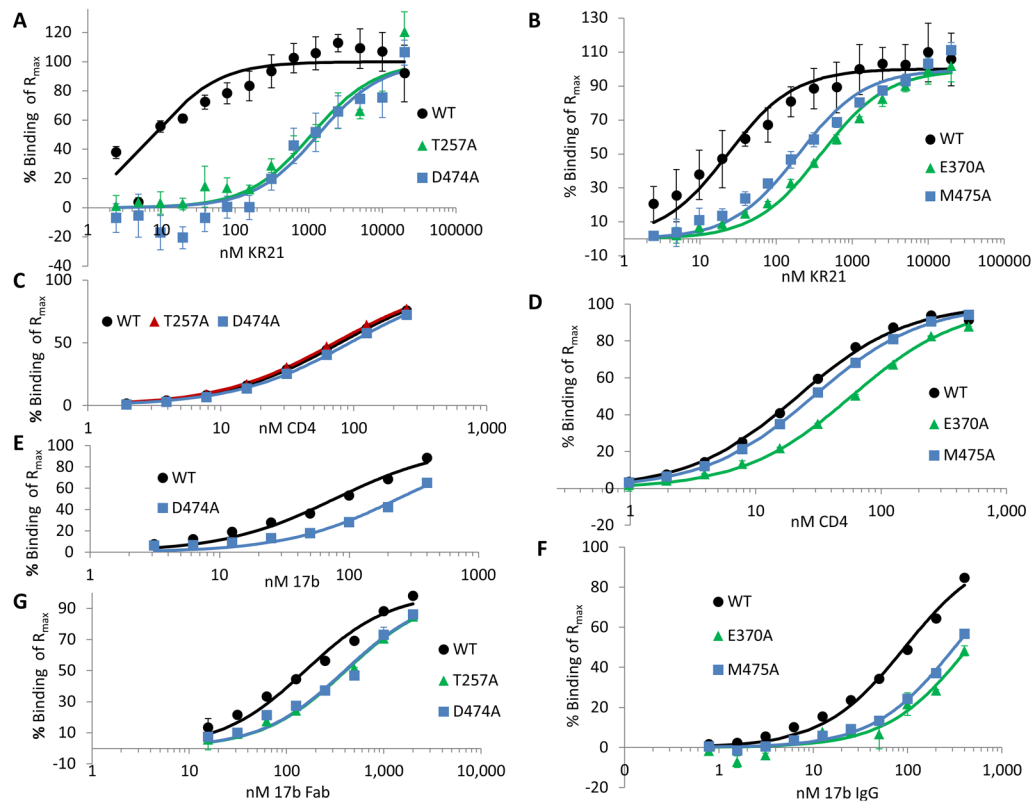 A
% Binding of Rmax
120
100
80
60
40
20
0
-20
-40
1
10
100
1000
10000
100000
nM KR21
WT
T257A
D474A
B
% Binding of Rmax
130
110
90
70
50
30
10
-10
1
10
100
1000
10000
100000
nM KR21
WT
E370A
M475A
C
% Binding of Rmax
100
50
0
WT T257A D474A
1
10
100
1,000
nM CD4
D
% Binding of Rmax
100
80
60
40
20
0
-20
1
10
100
1,000
nM CD4
WT
E370A
M475A
E
% Binding of Rmax
100
80
60
40
20
0
1
10
100
1000
nM 17b
WT
D474A
F
% Binding of Rmax
100
80
60
40
20
0
-20
0
1
10
100
1,000
nM 17b IgG
WT
E370A
M475A
G
% Binding of Rmax
90
70
50
30
10
-10
1
10
100
1,000
10,000
nM 17b Fab
WT
T257A
D474A